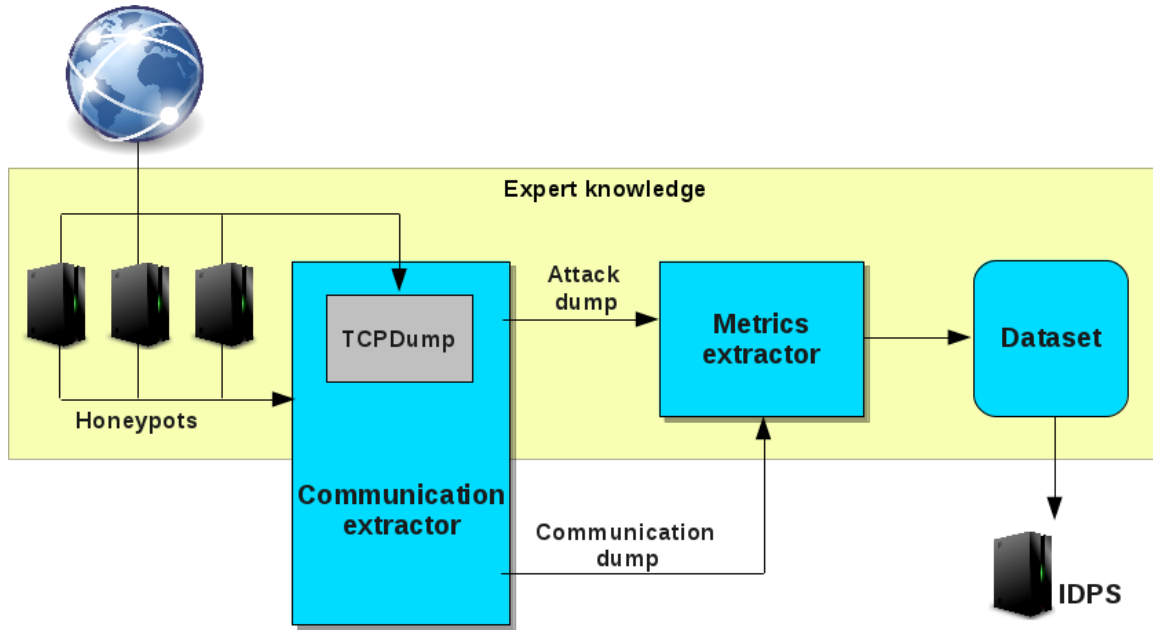 Expert knowledge
Attack
dump
TCPDump
Metrics
extractor
Dataset
Honeypots
Communication
extractor
Communication
dump
IDPS